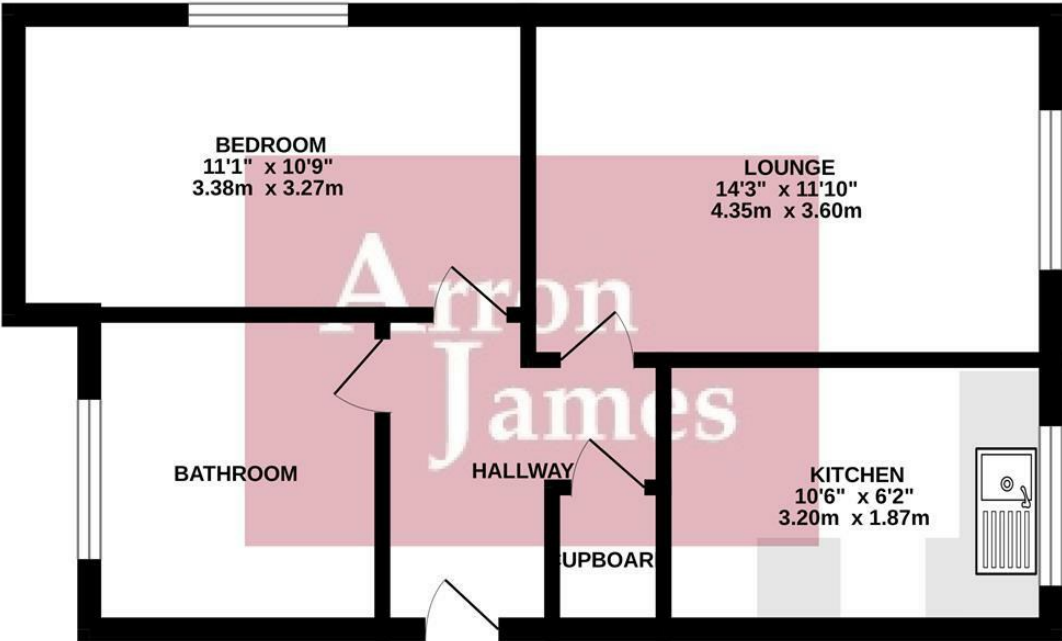 BEDROOM
11'1" x 10'9"
3.38m x 3.27m
LOUNGE
14'3" x 11'10"
4.35m x 3.60m
Arron
James
BATHROOM
HALLWAY
KITCHEN
10'6" x 6'2"
3.20m x 1.87m
UPBOAR